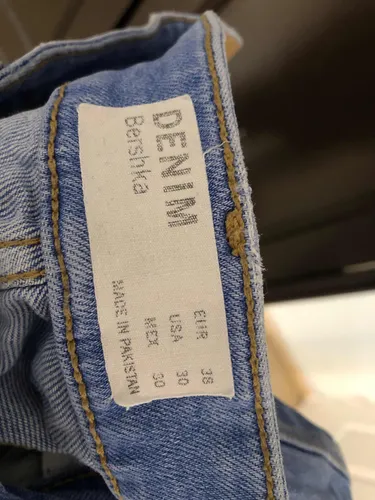 DENIM
Bershka
EUR 38
USA 30
MEX 30
MADE IN PAKISTAN